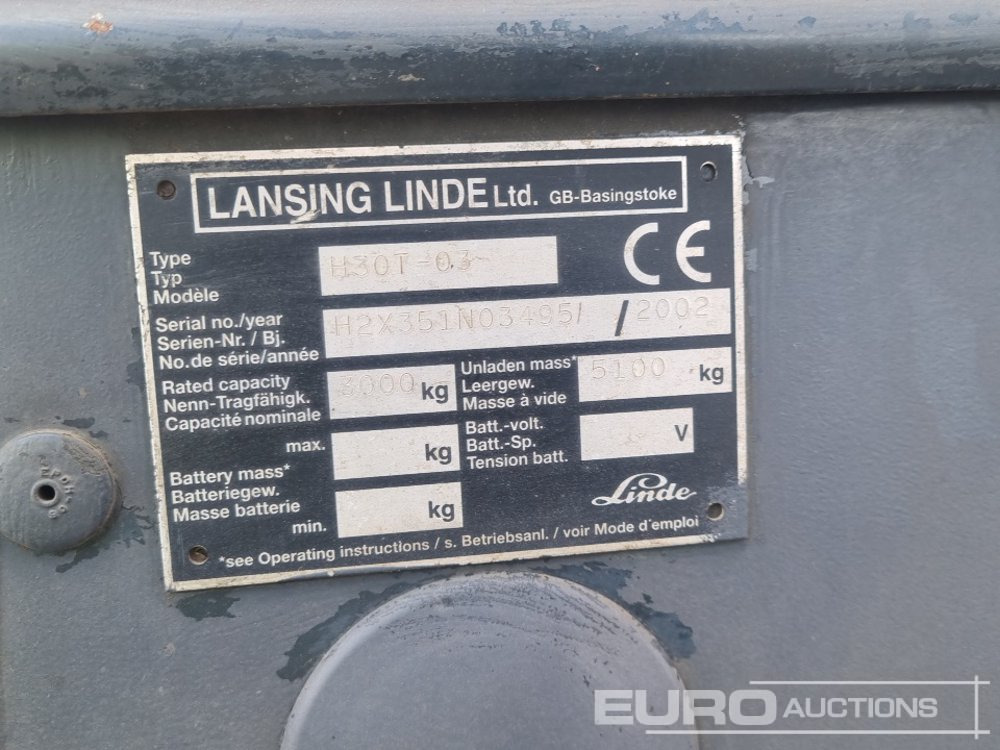 LANSING LINDE Ltd. GB-Basingstoke
Type
Typ
Modèle
H30T-03
CE
Serial no./year
Serien-Nr. / Bj.
No.de série/année
H2X351N03495/ / 2002
Rated capacity
Nenn-Tragfähigk.
Capacité nominale
3000 kg
Unladen mass*
Leergew.
Masse à vide
5100 kg
max. kg
Batt.-volt.
Batt.-Sp.
Tension batt.
V
Battery mass*
Batteriegew.
Masse batterie
min. kg
Linde
*see Operating instructions / s. Betriebsanl. / voir Mode d'emploi
EURO AUCTIONS